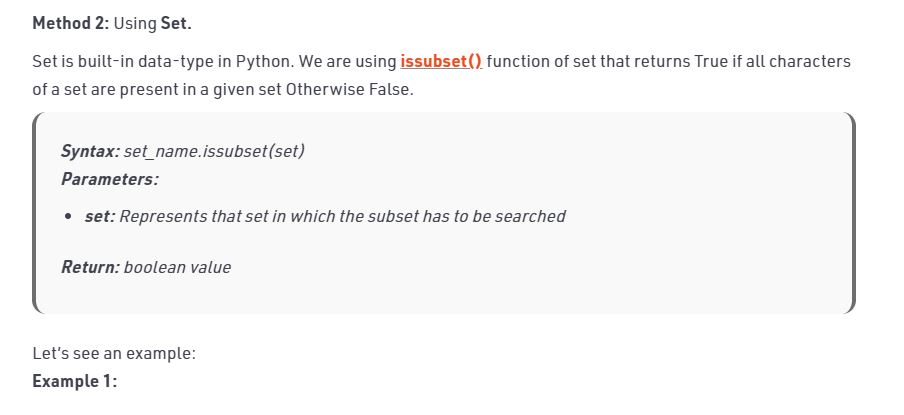 Method 2: Using Set.
Set is built-in data-type in Python. We are using issubset() function of set that returns True if all characters
of a set are present in a given set Otherwise False.
Syntax: set_name.issubset(set)
Parameters:
• set: Represents that set in which the subset has to be searched
Return: boolean value
Let's see an example:
Example 1: